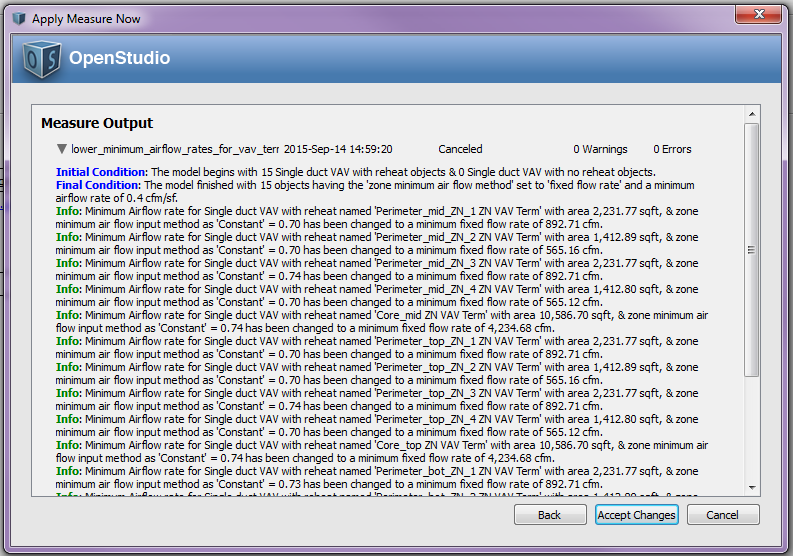 Apply Measure Now
OpenStudio
Measure Output
lower_minimum_airflow_rates_for_vav_terr 2015-Sep-14 14:59:20 Canceled 0 Warnings 0 Errors
Initial Condition: The model begins with 15 Single duct VAV with reheat objects & 0 Single duct VAV with no reheat objects.
Final Condition: The model finished with 15 objects having the 'zone minimum air flow method' set to 'fixed flow rate' and a minimum
airflow rate of 0.4 cfm/sf.
Info: Minimum Airflow rate for Single duct VAV with reheat named 'Perimeter_mid_ZN_1 ZN VAV Term' with area 2,231.77 sqft, & zone
minimum air flow input method as 'Constant' = 0.70 has been changed to a minimum fixed flow rate of 892.71 cfm.
Info: Minimum Airflow rate for Single duct VAV with reheat named 'Perimeter_mid_ZN_2 ZN VAV Term' with area 1,412.89 sqft, & zone
minimum air flow input method as 'Constant' = 0.70 has been changed to a minimum fixed flow rate of 565.16 cfm.
Info: Minimum Airflow rate for Single duct VAV with reheat named 'Perimeter_mid_ZN_3 ZN VAV Term' with area 2,231.77 sqft, & zone
minimum air flow input method as 'Constant' = 0.74 has been changed to a minimum fixed flow rate of 892.71 cfm.
Info: Minimum Airflow rate for Single duct VAV with reheat named 'Perimeter_mid_ZN_4 ZN VAV Term' with area 1,412.80 sqft, & zone
minimum air flow input method as 'Constant' = 0.70 has been changed to a minimum fixed flow rate of 565.12 cfm.
Info: Minimum Airflow rate for Single duct VAV with reheat named 'Core_mid ZN VAV Term' with area 10,586.70 sqft, & zone minimum air
flow input method as 'Constant' = 0.74 has been changed to a minimum fixed flow rate of 4,234.68 cfm.
Info: Minimum Airflow rate for Single duct VAV with reheat named 'Perimeter_top_ZN_1 ZN VAV Term' with area 2,231.77 sqft, & zone
minimum air flow input method as 'Constant' = 0.70 has been changed to a minimum fixed flow rate of 892.71 cfm.
Info: Minimum Airflow rate for Single duct VAV with reheat named 'Perimeter_top_ZN_2 ZN VAV Term' with area 1,412.89 sqft, & zone
minimum air flow input method as 'Constant' = 0.70 has been changed to a minimum fixed flow rate of 565.16 cfm.
Info: Minimum Airflow rate for Single duct VAV with reheat named 'Perimeter_top_ZN_3 ZN VAV Term' with area 2,231.77 sqft, & zone
minimum air flow input method as 'Constant' = 0.74 has been changed to a minimum fixed flow rate of 892.71 cfm.
Info: Minimum Airflow rate for Single duct VAV with reheat named 'Perimeter_top_ZN_4 ZN VAV Term' with area 1,412.80 sqft, & zone
minimum air flow input method as 'Constant' = 0.70 has been changed to a minimum fixed flow rate of 565.12 cfm.
Info: Minimum Airflow rate for Single duct VAV with reheat named 'Core_top ZN VAV Term' with area 10,586.70 sqft, & zone minimum air
flow input method as 'Constant' = 0.74 has been changed to a minimum fixed flow rate of 4,234.68 cfm.
Info: Minimum Airflow rate for Single duct VAV with reheat named 'Perimeter_bot_ZN_1 ZN VAV Term' with area 2,231.77 sqft, & zone
minimum air flow input method as 'Constant' = 0.73 has been changed to a minimum fixed flow rate of 892.71 cfm.
Info: Minimum Airflow rate for Single duct VAV with reheat named 'Perimeter_bot_ZN_2 ZN VAV Term' with area 1,412.89 sqft, & zone
Back Accept Changes Cancel